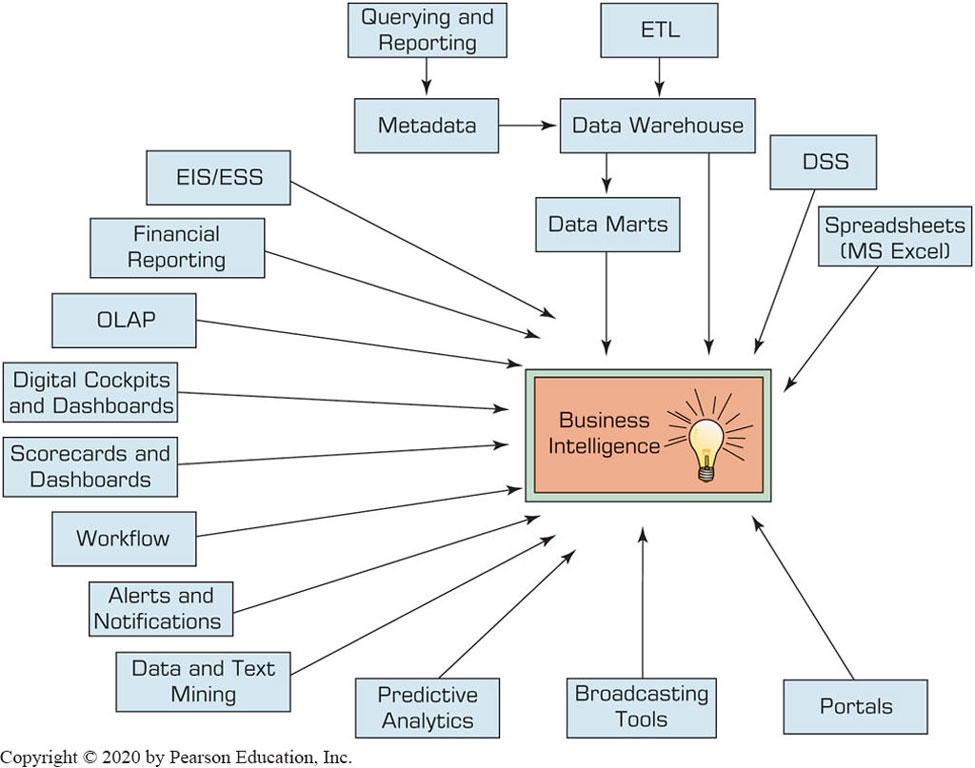 Querying and
Reporting
ETL
Metadata
Data Warehouse
DSS
EIS/ESS
Data Marts
Spreadsheets
(MS Excel)
Financial
Reporting
OLAP
Digital Cockpits
and Dashboards
Business
Intelligence
Scorecards and
Dashboards
Workflow
Alerts and
Notifications
Data and Text
Mining
Predictive
Analytics
Broadcasting
Tools
Portals
Copyright © 2020 by Pearson Education, Inc.